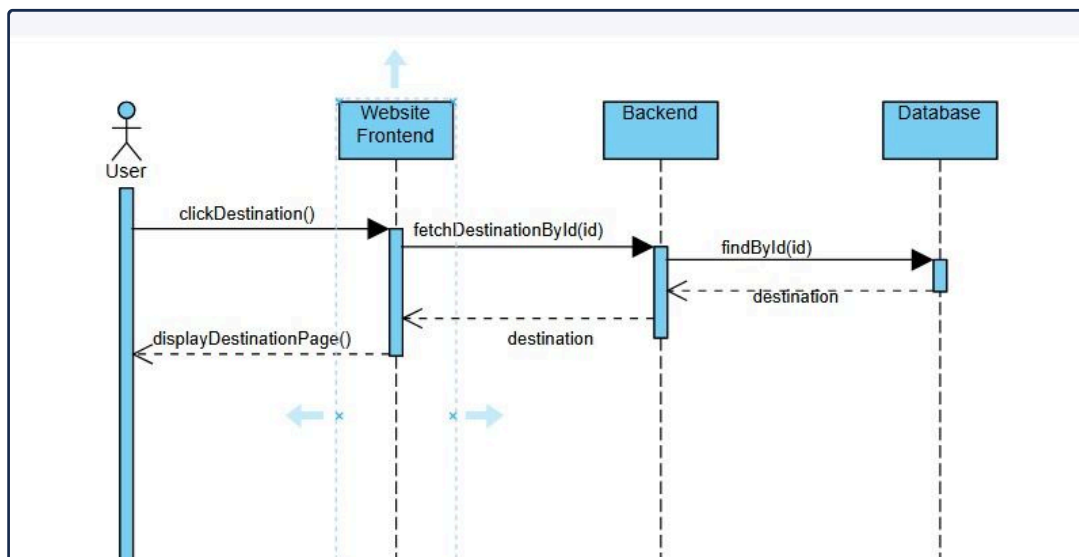 Website
Frontend
Backend
Database
User
clickDestination()
fetchDestinationById(id)
findById(id)
destination
destination
displayDestinationPage()